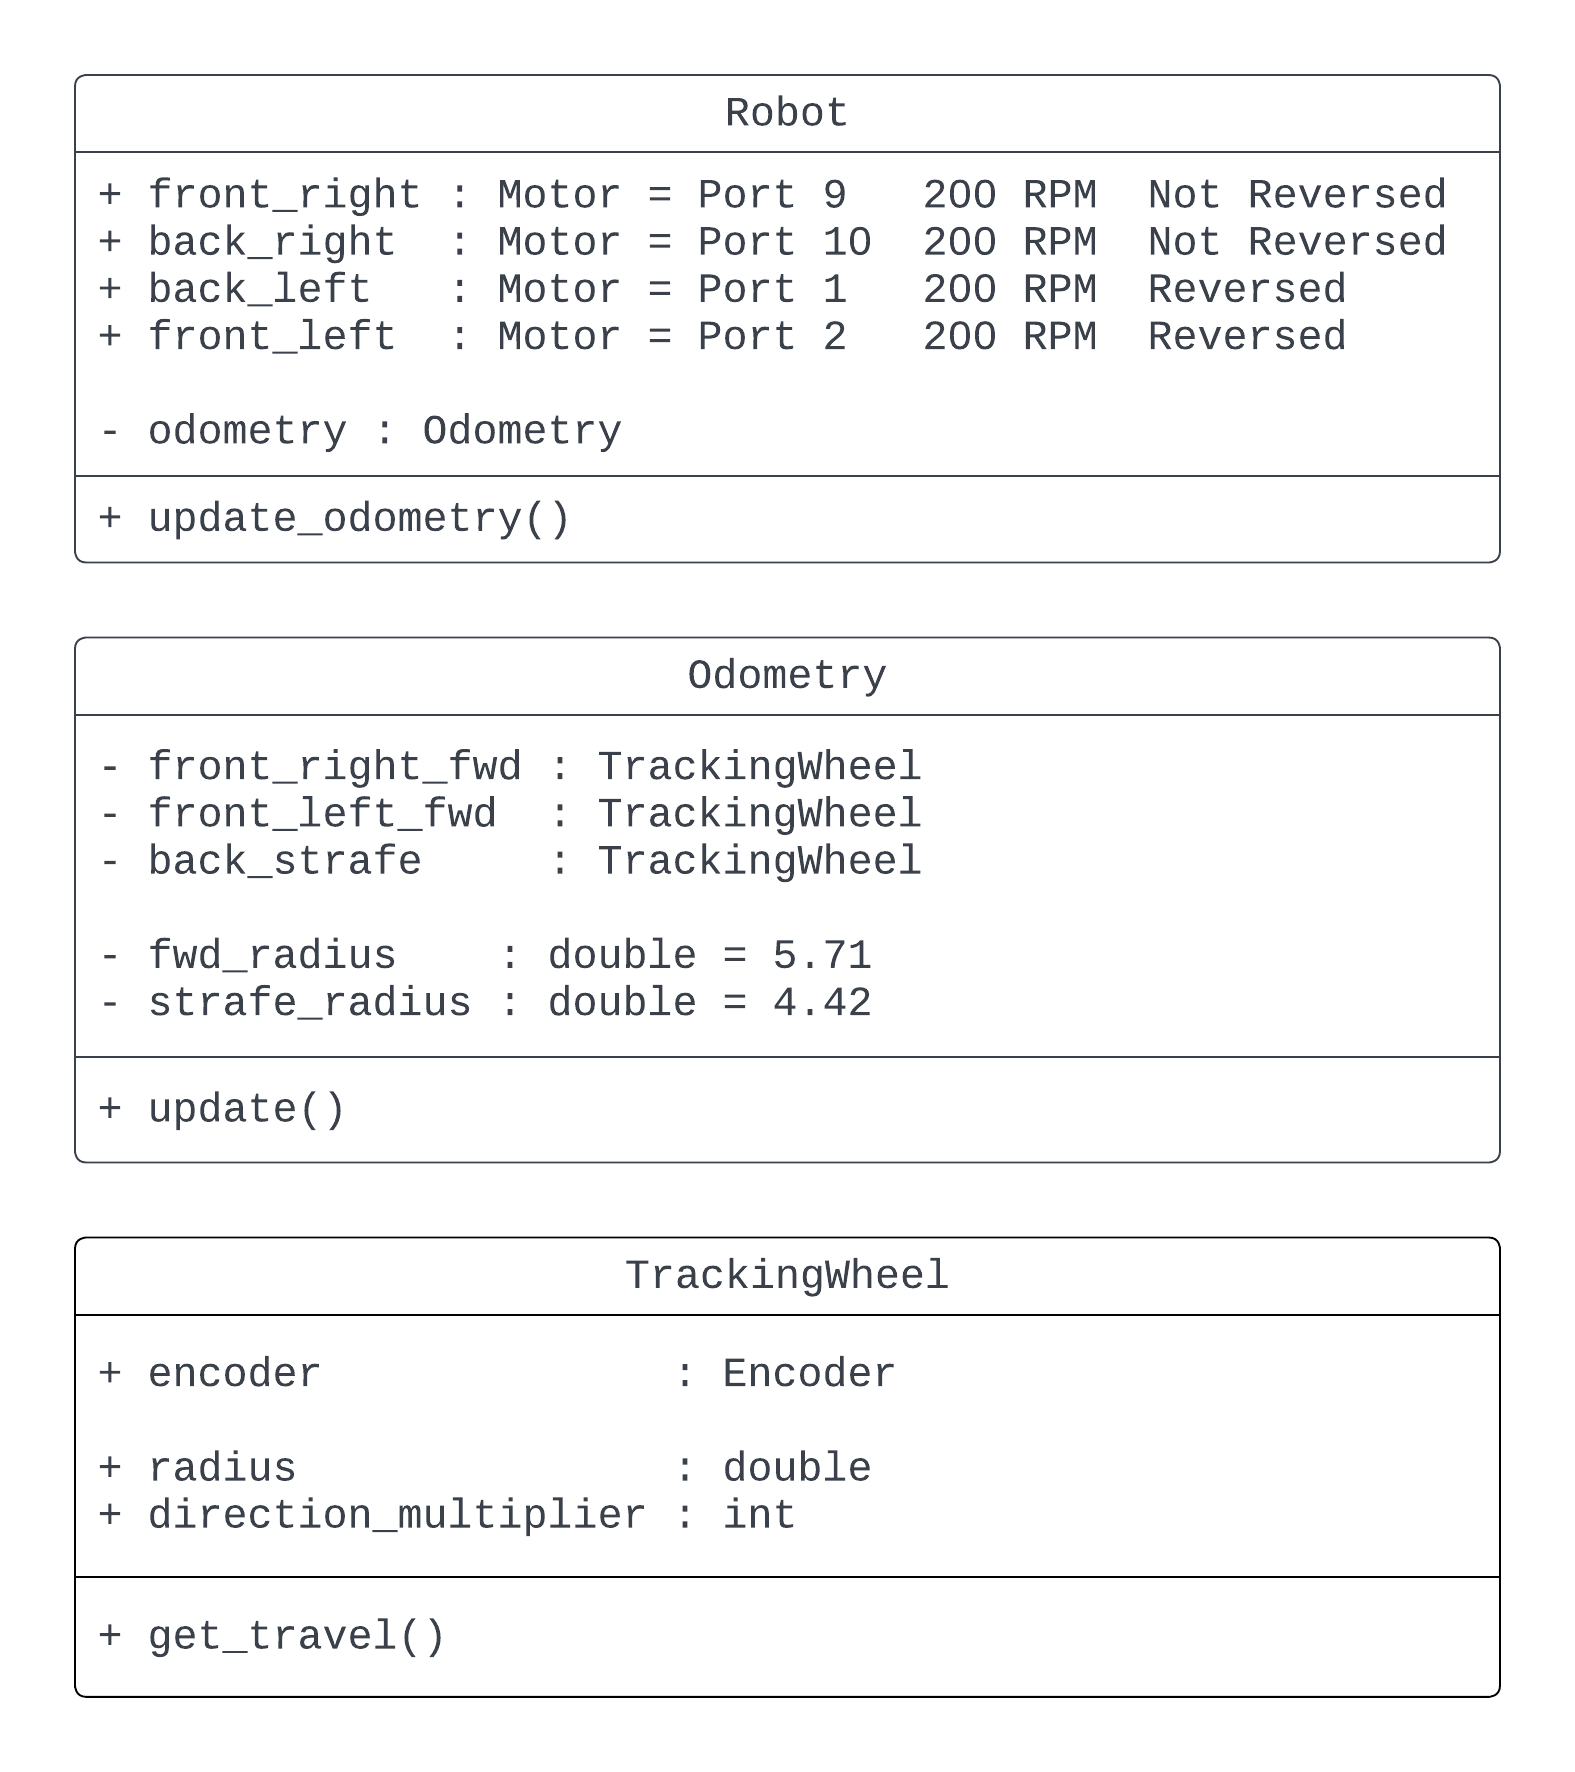 Robot
+ front_right : Motor = Port 9   200 RPM  Not Reversed
+ back_right  : Motor = Port 10  200 RPM  Not Reversed
+ back_left   : Motor = Port 1   200 RPM  Reversed
+ front_left  : Motor = Port 2   200 RPM  Reversed
- odometry : Odometry
+ update_odometry()
Odometry
- front_right_fwd : TrackingWheel
- front_left_fwd  : TrackingWheel
- back_strafe     : TrackingWheel
- fwd_radius    : double = 5.71
- strafe_radius : double = 4.42
+ update()
TrackingWheel
+ encoder              : Encoder
+ radius               : double
+ direction_multiplier : int
+ get_travel()